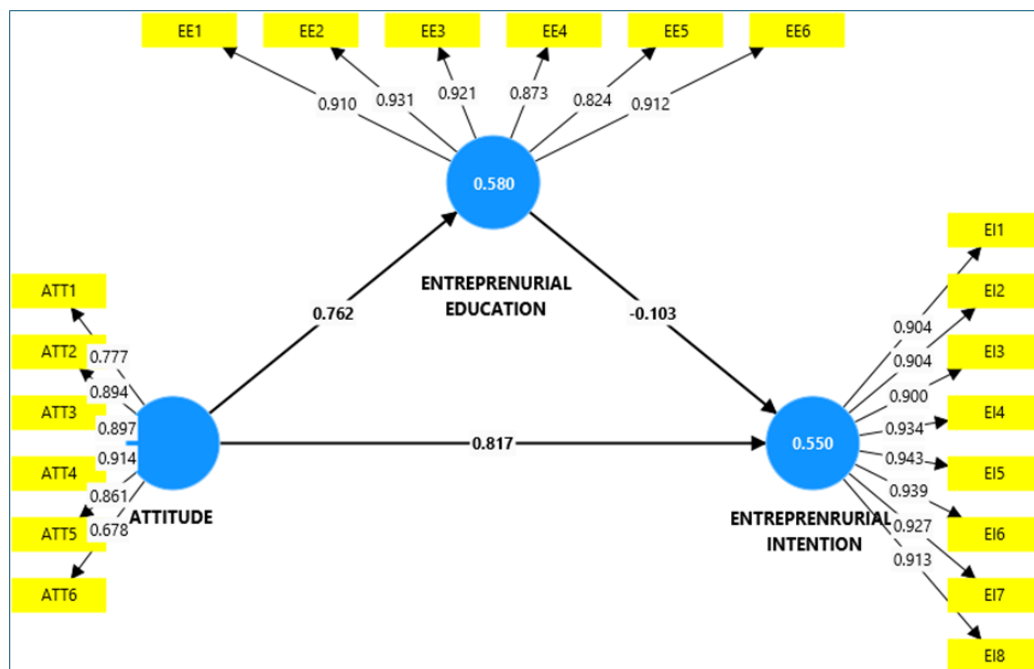 EE1 EE2 EE3 EE4 EE5 EE6
0.910 0.931 0.921 0.873 0.824 0.912
0.580
ENTREPRENURIAL
EDUCATION
0.762
-0.103
ATT1
ATT2
ATT3
ATT4
ATT5
ATT6
0.777
0.894
0.897
0.914
0.861
0.678
ATTITUDE
0.817
0.550
ENTREPRENRURIAL
INTENTION
0.904
0.904
0.900
0.934
0.943
0.939
0.927
0.913
EI1
EI2
EI3
EI4
EI5
EI6
EI7
EI8